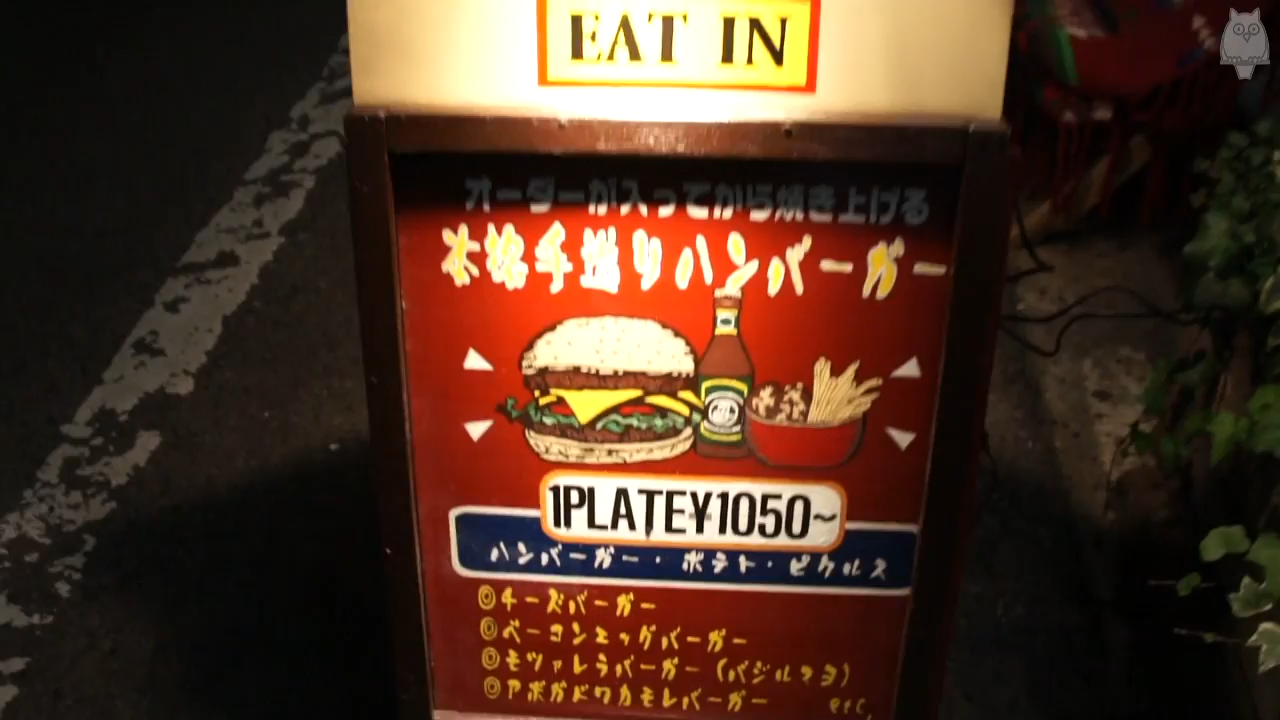 EAT IN
オーダーが入ってから焼き上げる
本格手造りハンバーガー
1PLATE¥1050~
ハンバーガー・ポテト・ピクルス
◎チーズバーガー
◎ベーコンエッグバーガー
◎モツァレラバーガー(バジルマヨ)
◎アボガドワカモレバーガー etc.